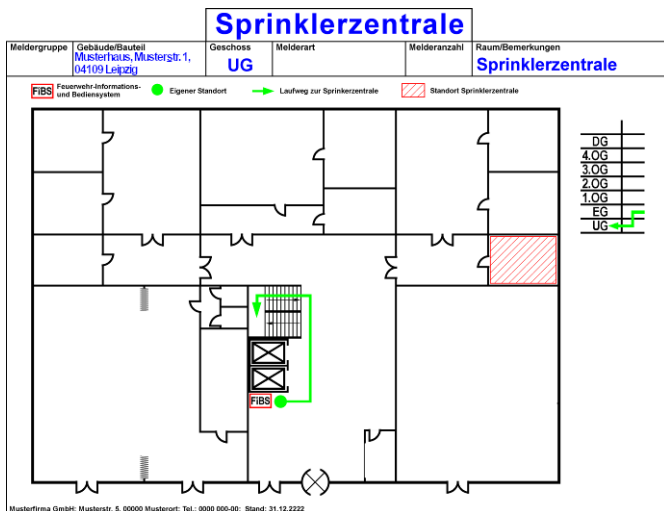 Sprinklerzentrale
Meldergruppe
Gebäude/Bauteil
Musterhaus, Musterstr. 1,
04109 Leipzig
Geschoss
UG
Melderart
Melderanzahl
Raum/Bemerkungen
Sprinklerzentrale
FiBS
Feuerwehr-Informations-
und Bediensystem
Eigener Standort
Laufweg zur Sprinkerzentrale
Standort Sprinklerzentrale
DG
4.OG
3.OG
2.OG
1.OG
EG
UG
FiBS
Musterfirma GmbH; Musterstr. 5, 00000 Musterort; Tel.: 0000 000-00; Stand: 31.12.2222